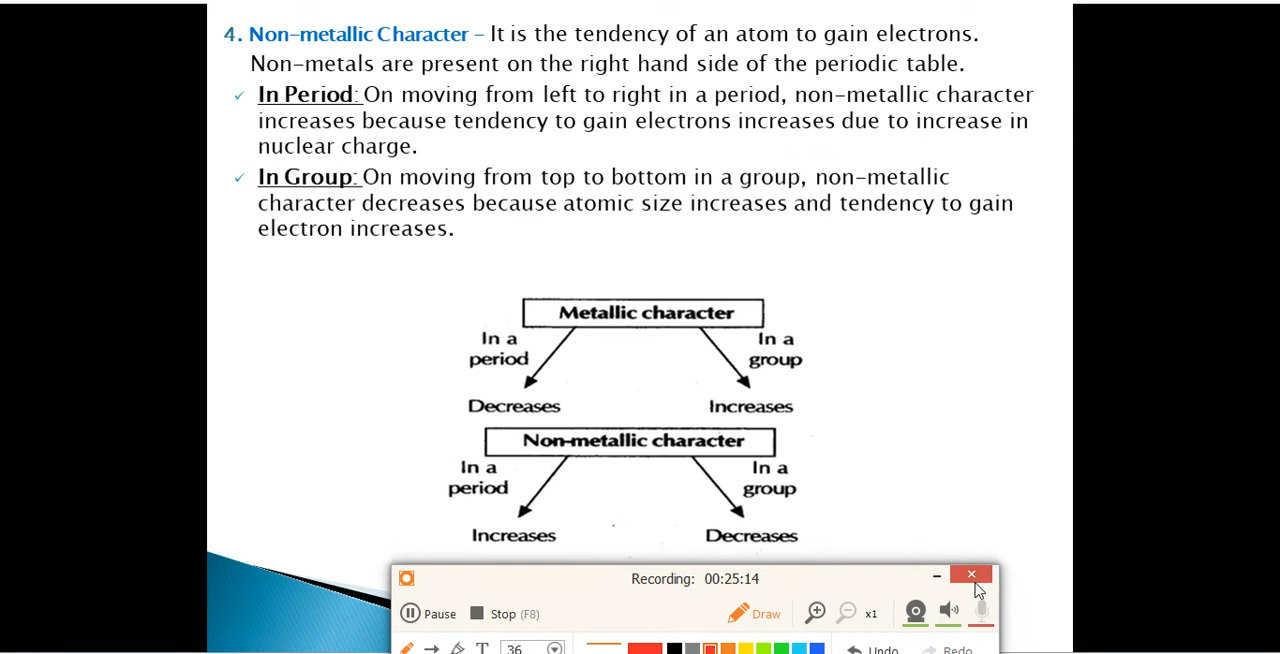 4. Non-metallic Character – It is the tendency of an atom to gain electrons.
Non-metals are present on the right hand side of the periodic table.
✓ In Period: On moving from left to right in a period, non-metallic character
increases because tendency to gain electrons increases due to increase in
nuclear charge.
✓ In Group: On moving from top to bottom in a group, non-metallic
character decreases because atomic size increases and tendency to gain
electron increases.
Metallic character
In a
period
In a
group
Decreases
Increases
Non-metallic character
In a
period
In a
group
Increases
Decreases
Recording: 00:25:14
Pause
Stop (F8)
Draw
x1
T
36
Undo
Redo